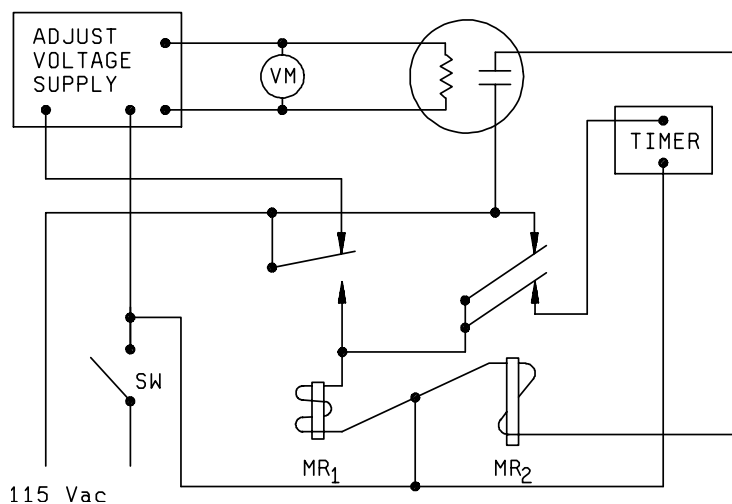 ADJUST
VOLTAGE
SUPPLY
VM
TIMER
SW
MR1
MR2
115 Vac